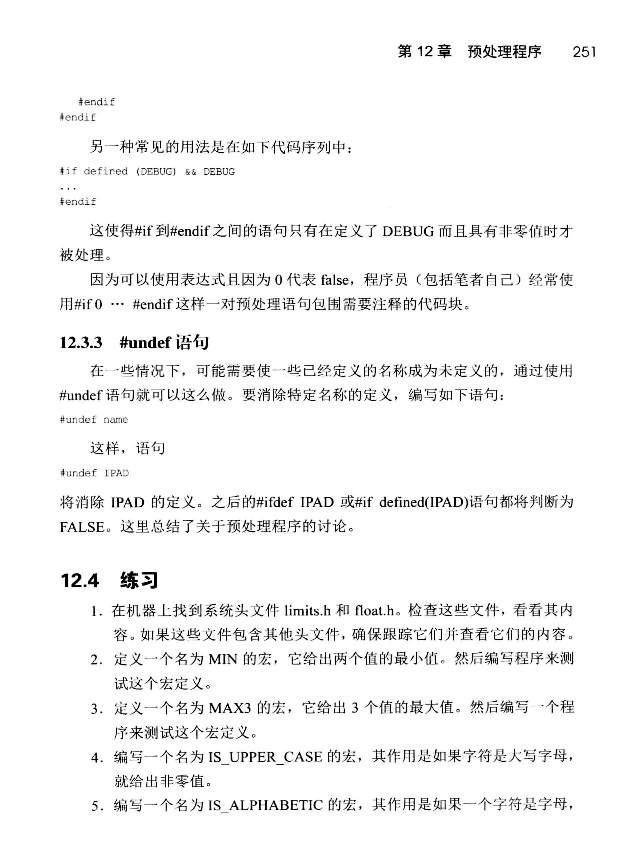 第 12 章 预处理程序 251
#endif
#endif
另一种常见的用法是在如下代码序列中：
#if defined (DEBUG) && DEBUG
...
#endif
这使得#if 到#endif 之间的语句只有在定义了 DEBUG 而且具有非零值时才
被处理。
因为可以使用表达式且因为 0 代表 false，程序员（包括笔者自己）经常使
用#if 0 … #endif 这样一对预处理语句包围需要注释的代码块。
12.3.3 #undef 语句
在一些情况下，可能需要使一些已经定义的名称成为未定义的，通过使用
#undef 语句就可以这么做。要消除特定名称的定义，编写如下语句：
#undef name
这样，语句
#undef IPAD
将消除 IPAD 的定义。之后的#ifdef IPAD 或#if defined(IPAD)语句都将判断为
FALSE。这里总结了关于预处理程序的讨论。
12.4 练习
1．在机器上找到系统头文件 limits.h 和 float.h。检查这些文件，看看其内
容。如果这些文件包含其他头文件，确保跟踪它们并查看它们的内容。
2．定义一个名为 MIN 的宏，它给出两个值的最小值。然后编写程序来测
试这个宏定义。
3．定义一个名为 MAX3 的宏，它给出 3 个值的最大值。然后编写一个程
序来测试这个宏定义。
4．编写一个名为 IS_UPPER_CASE 的宏，其作用是如果字符是大写字母，
就给出非零值。
5．编写一个名为 IS_ALPHABETIC 的宏，其作用是如果一个字符是字母，